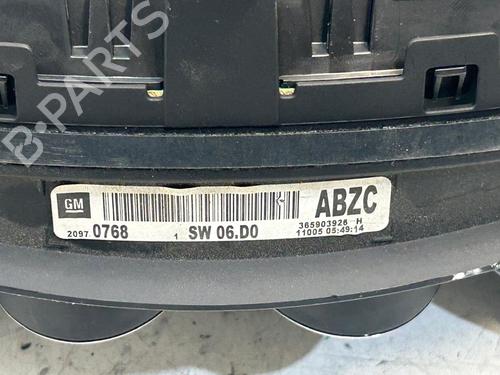 B-PARTS
GM
ABZC
2097 0768 1 SW 06.D0
365903926 H
11005 05:49:14